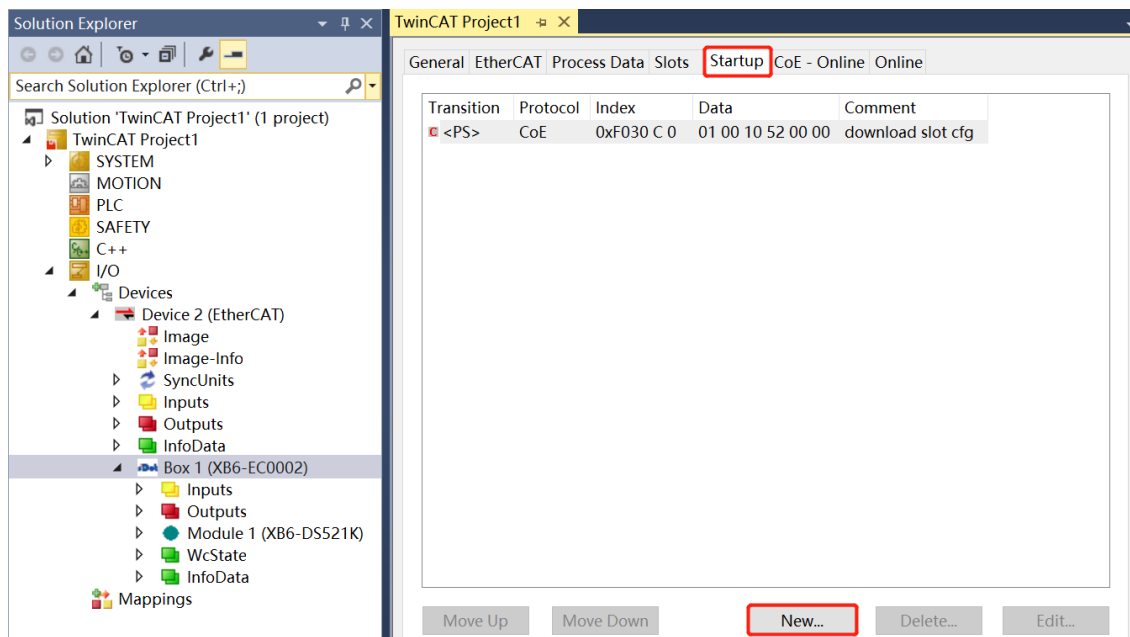 Solution Explorer
Search Solution Explorer (Ctrl+;)
Solution 'TwinCAT Project1' (1 project)
TwinCAT Project1
SYSTEM
MOTION
PLC
SAFETY
C++
I/O
Devices
Device 2 (EtherCAT)
Image
Image-Info
SyncUnits
Inputs
Outputs
InfoData
Box 1 (XB6-EC0002)
Inputs
Outputs
Module 1 (XB6-DS521K)
WcState
InfoData
Mappings
TwinCAT Project1
General EtherCAT Process Data Slots Startup CoE - Online Online
Transition Protocol Index Data Comment
C <PS> CoE 0xF030 C 0 01 00 10 52 00 00 download slot cfg
Move Up Move Down New... Delete... Edit...